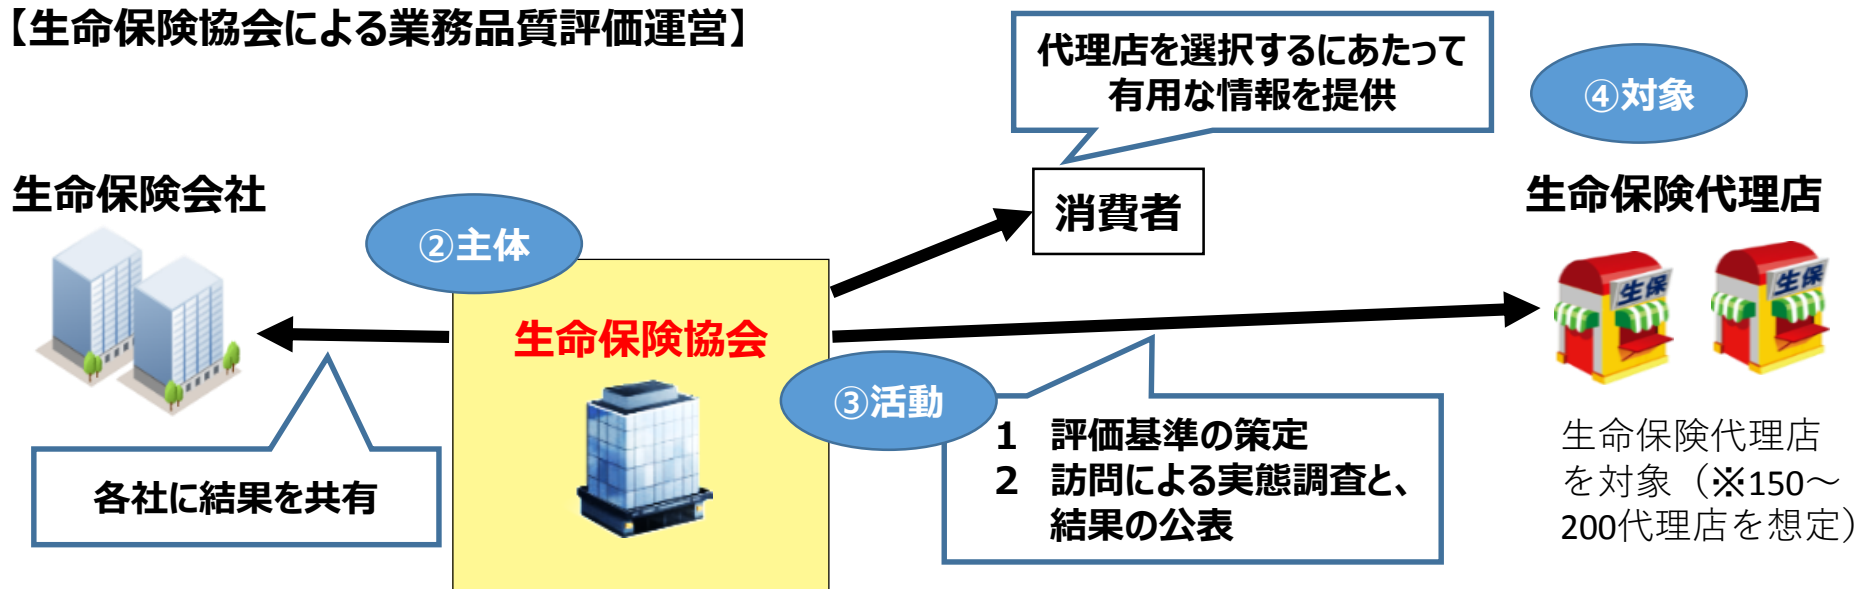 【生命保険協会による業務品質評価運営】
代理店を選択するにあたって
有用な情報を提供
④対象
生命保険会社
②主体
消費者
生命保険代理店
生保
生保
生命保険協会
③活動
各社に結果を共有
1 評価基準の策定
2 訪問による実態調査と、
結果の公表
生命保険代理店
を対象（※150～
200代理店を想定）